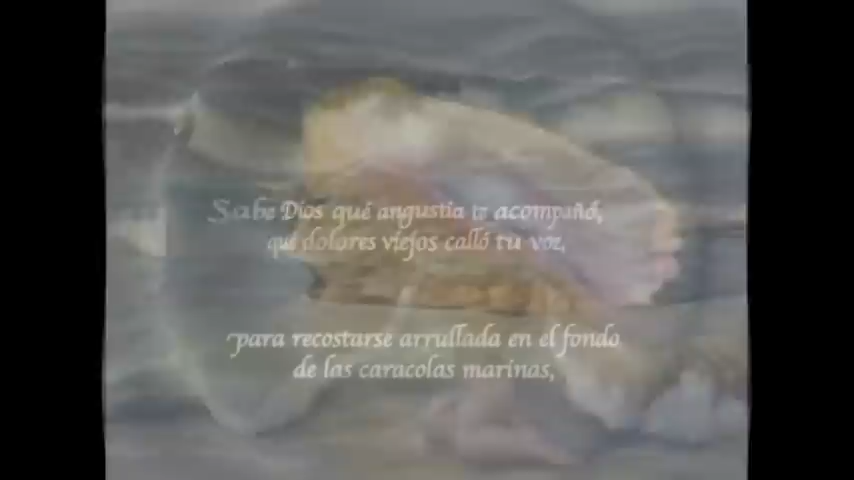 Sabe Dios qué angustia te acompañó,
qué dolores viejos calló tu voz,
para recostarse arrullada en el fondo
de las caracolas marinas,